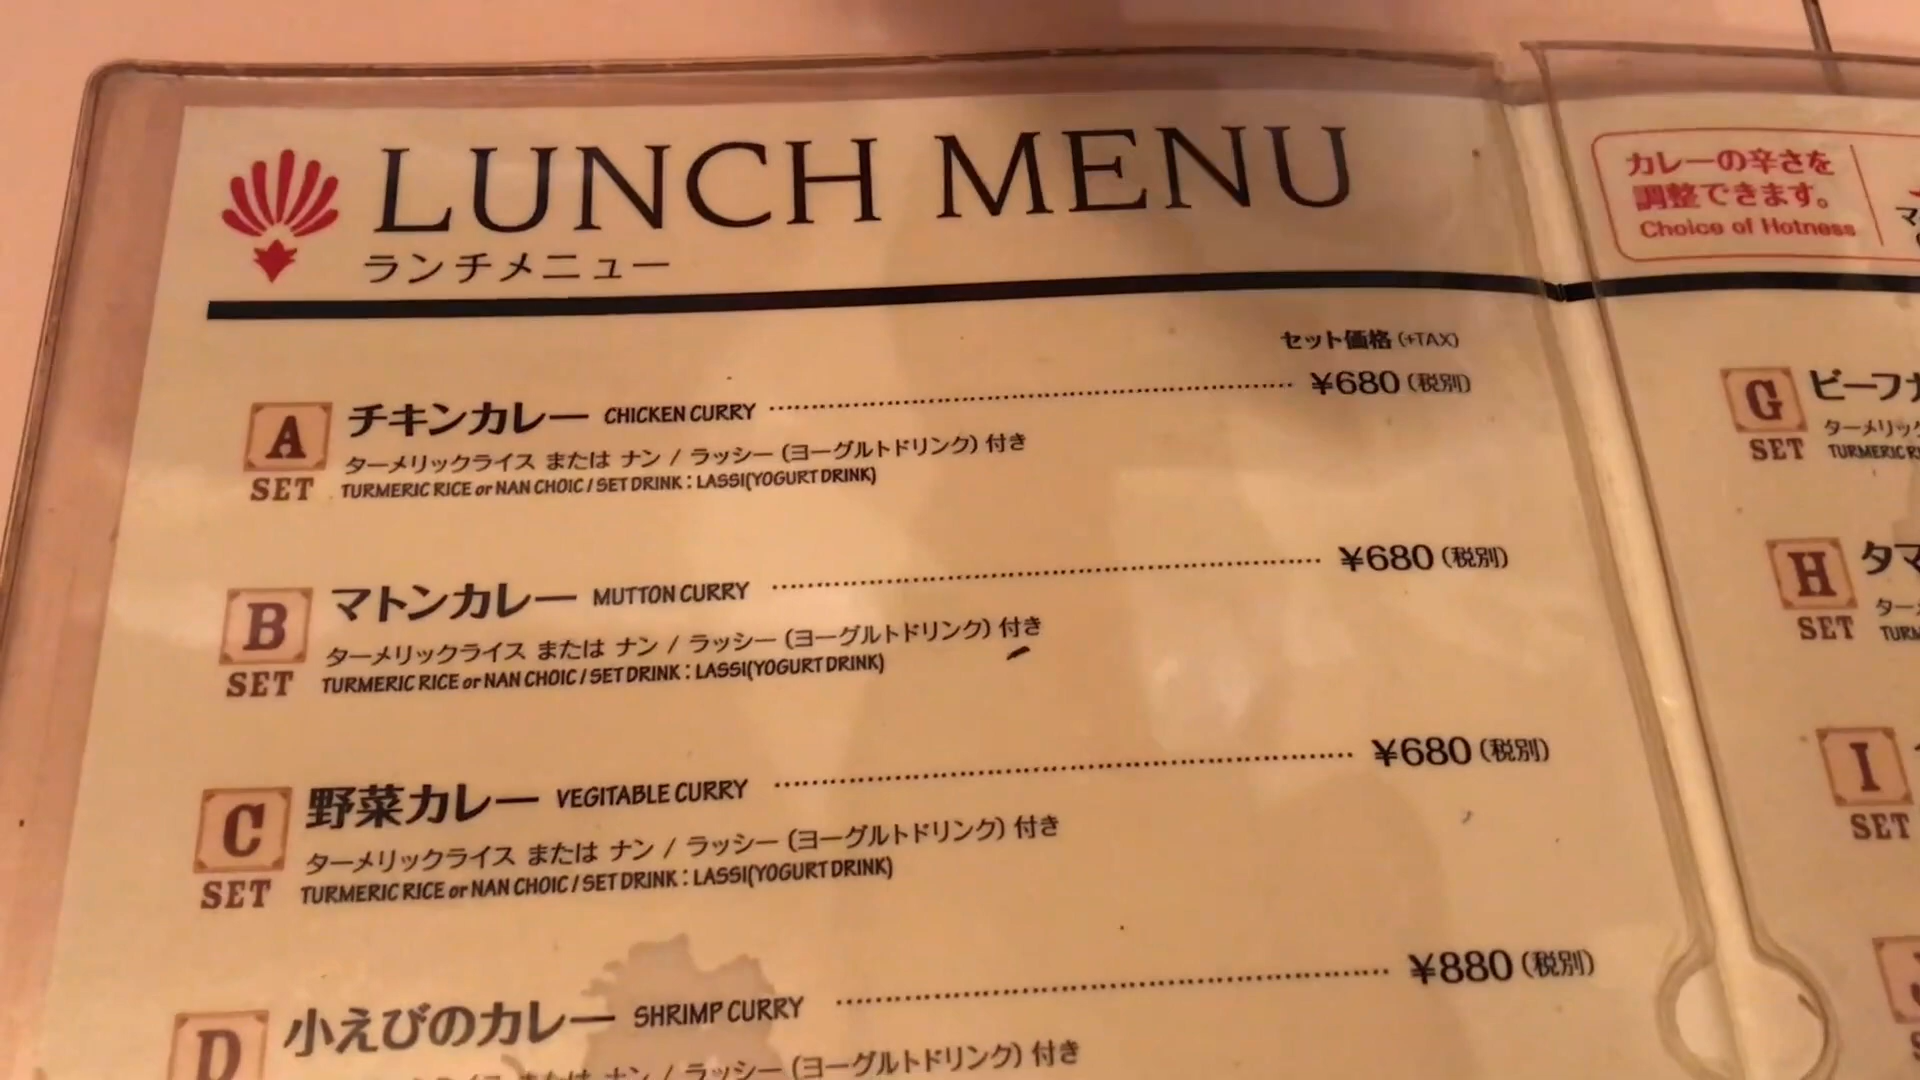 LUNCH MENU
ランチメニュー
セット価格 (+TAX)
A SET
チキンカレー CHICKEN CURRY ¥680 (税別)
ターメリックライス または ナン / ラッシー (ヨーグルトドリンク) 付き
TURMERIC RICE or NAN CHOIC / SET DRINK : LASSI(YOGURT DRINK)
B SET
マトンカレー MUTTON CURRY ¥680 (税別)
ターメリックライス または ナン / ラッシー (ヨーグルトドリンク) 付き
TURMERIC RICE or NAN CHOIC / SET DRINK : LASSI(YOGURT DRINK)
C SET
野菜カレー VEGITABLE CURRY ¥680 (税別)
ターメリックライス または ナン / ラッシー (ヨーグルトドリンク) 付き
TURMERIC RICE or NAN CHOIC / SET DRINK : LASSI(YOGURT DRINK)
D
小えびのカレー SHRIMP CURRY ¥880 (税別)
または ナン / ラッシー (ヨーグルトドリンク) 付き
カレーの辛さを
調整できます。
Choice of Hotness
G SET
ビーフ
ターメリック
TURMERIC
H SET
タマ
ター
TURM
I SET